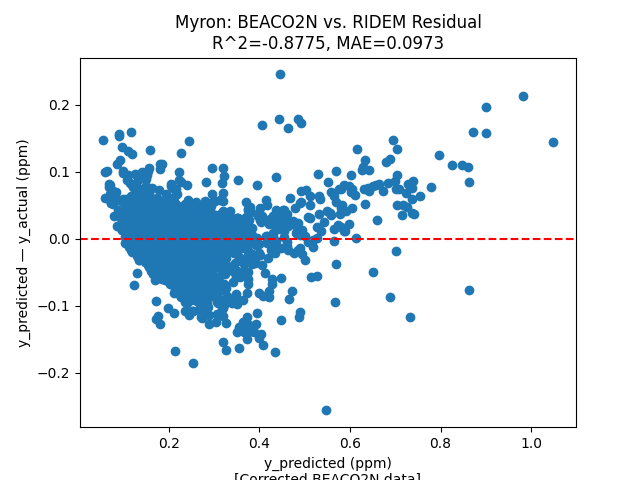 Myron: BEACO2N vs. RIDEM Residual
R^2=-0.8775, MAE=0.0973
y_predicted — y_actual (ppm)
0.2
0.1
0.0
−0.1
−0.2
0.2 0.4 0.6 0.8 1.0
y_predicted (ppm)
[Corrected BEACO2N data]